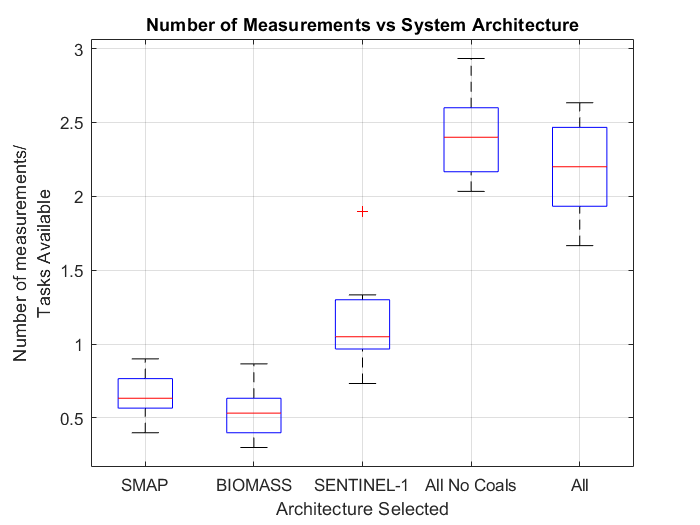 Number of Measurements vs System Architecture
Number of measurements/
Tasks Available
3
2.5
2
1.5
1
0.5
SMAP BIOMASS SENTINEL-1 All No Coals All
Architecture Selected